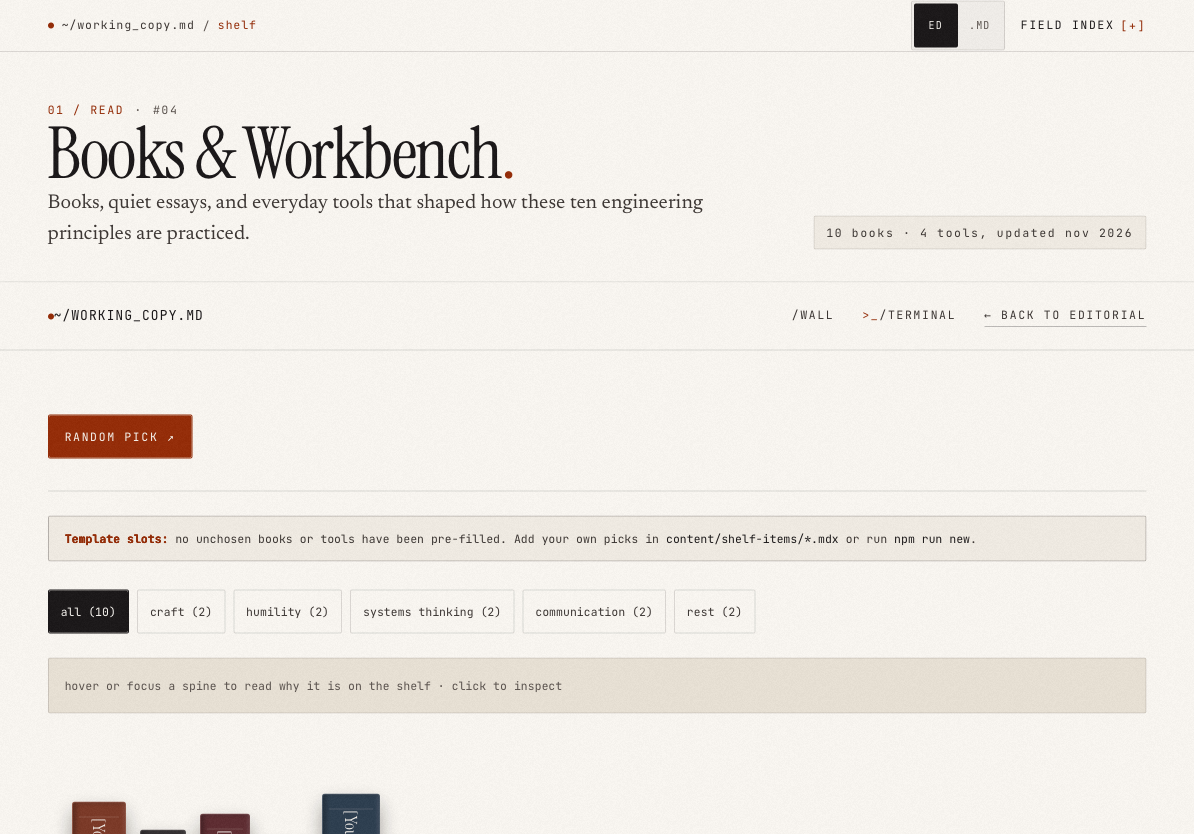 ~/working_copy.md / shelf
ED .MD FIELD INDEX [+]
01 / READ · #04
Books & Workbench.
Books, quiet essays, and everyday tools that shaped how these ten engineering
principles are practiced.
10 books · 4 tools, updated nov 2026
~/WORKING_COPY.MD
/WALL >_/TERMINAL ← BACK TO EDITORIAL
RANDOM PICK ↗
Template slots: no unchosen books or tools have been pre-filled. Add your own picks in content/shelf-items/*.mdx or run npm run new.
all (10) craft (2) humility (2) systems thinking (2) communication (2) rest (2)
hover or focus a spine to read why it is on the shelf · click to inspect
[You